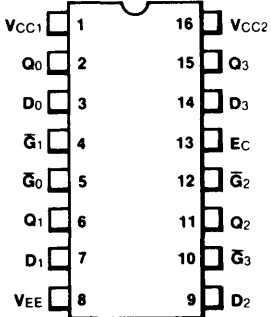 VCC1 1 16 VCC2
Q0 2 15 Q3
D0 3 14 D3
G̅1 4 13 EC
G̅0 5 12 G̅2
Q1 6 11 Q2
D1 7 10 G̅3
VEE 8 9 D2